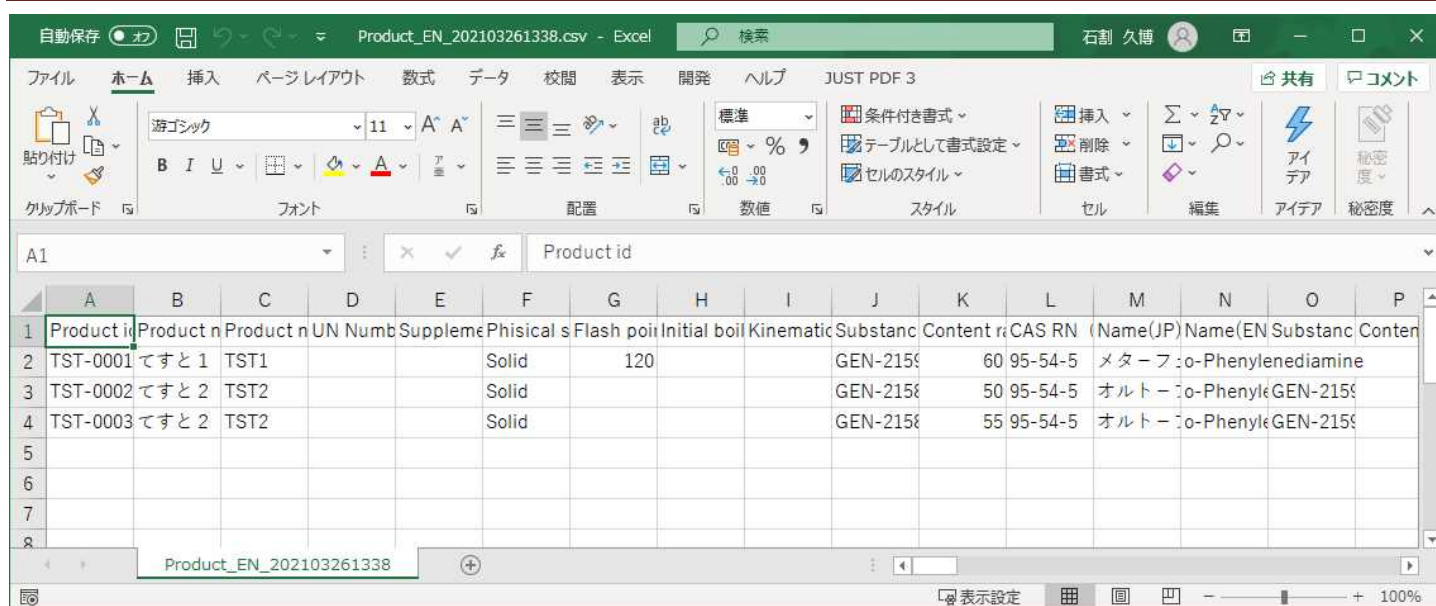 自動保存 オフ Product_EN_202103261338.csv - Excel 検索 石割 久博
ファイル ホーム 挿入 ページ レイアウト 数式 データ 校閲 表示 開発 ヘルプ JUST PDF 3 共有 コメント
貼り付け 游ゴシック 11 A^ A˅ B I U A ab 標準 % 条件付き書式 テーブルとして書式設定 セルのスタイル 挿入 削除 書式 Σ アイデア 秘密度
クリップボード フォント 配置 数値 スタイル セル 編集 アイデア 秘密度
A1 fx Product id
A B C D E F G H I J K L M N O P
1 Product i Product n Product n UN Numb Suppleme Phisical s Flash poi Initial boil Kinematic Substanc Content ra CAS RN ( Name(JP) Name(EN Substanc Conten
2 TST-0001 てすと1 TST1 Solid 120 GEN-2159 60 95-54-5 メターフェ o-Phenylenediamine
3 TST-0002 てすと2 TST2 Solid GEN-2158 50 95-54-5 オルトー o-Phenyle GEN-2159
4 TST-0003 てすと2 TST2 Solid GEN-2158 55 95-54-5 オルトー o-Phenyle GEN-2159
5
6
7
8
Product_EN_202103261338
表示設定 100%